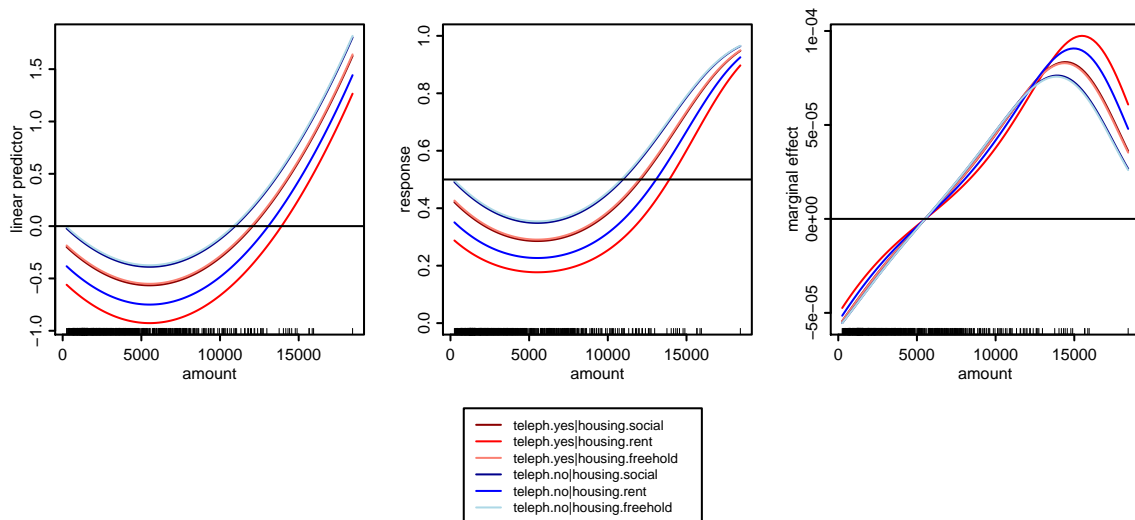 linear predictor
−1.0 −0.5 0.0 0.5 1.0 1.5
0 5000 10000 15000
amount
response
0.0 0.2 0.4 0.6 0.8 1.0
0 5000 10000 15000
amount
marginal effect
−5e−05 0e+00 5e−05 1e−04
0 5000 10000 15000
amount
teleph.yes|housing.social
teleph.yes|housing.rent
teleph.yes|housing.freehold
teleph.no|housing.social
teleph.no|housing.rent
teleph.no|housing.freehold